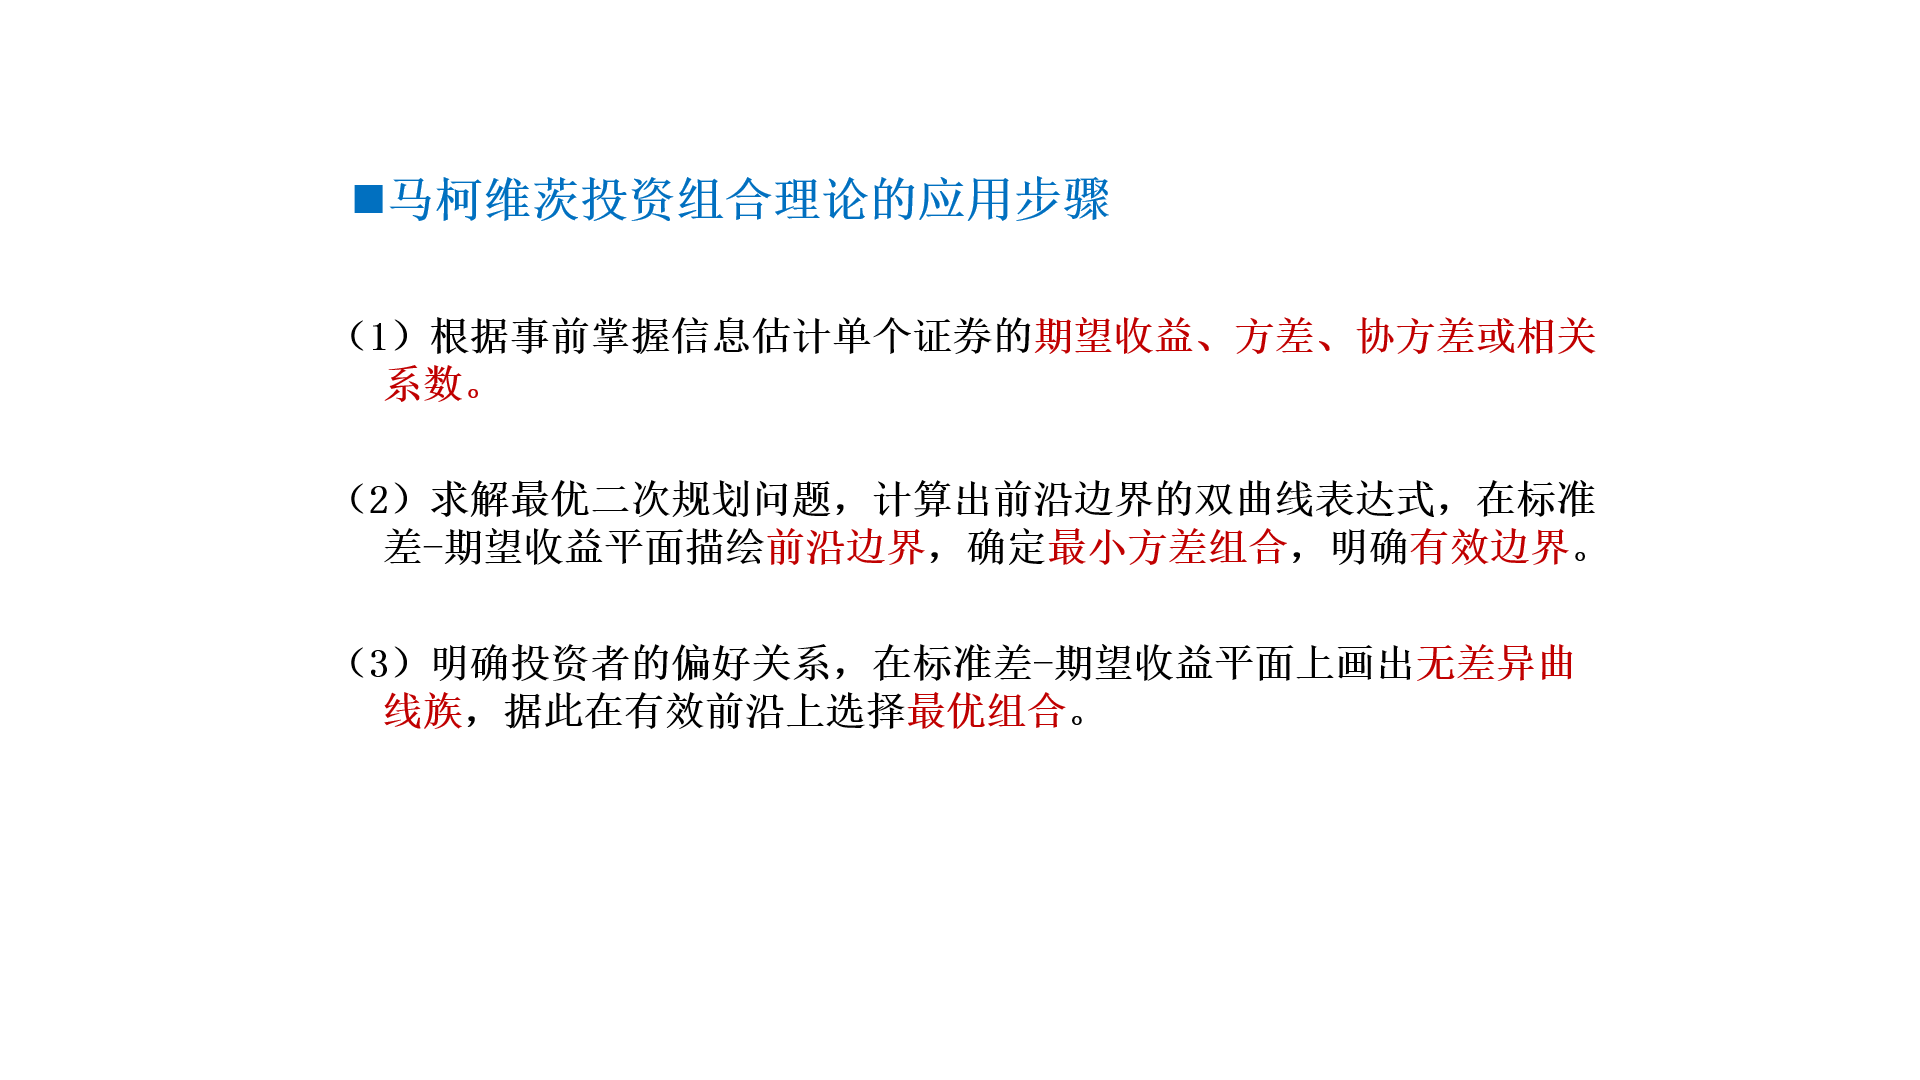 ■马柯维茨投资组合理论的应用步骤
（1）根据事前掌握信息估计单个证券的期望收益、方差、协方差或相关
系数。
（2）求解最优二次规划问题，计算出前沿边界的双曲线表达式，在标准
差-期望收益平面描绘前沿边界，确定最小方差组合，明确有效边界。
（3）明确投资者的偏好关系，在标准差-期望收益平面上画出无差异曲
线族，据此在有效前沿上选择最优组合。